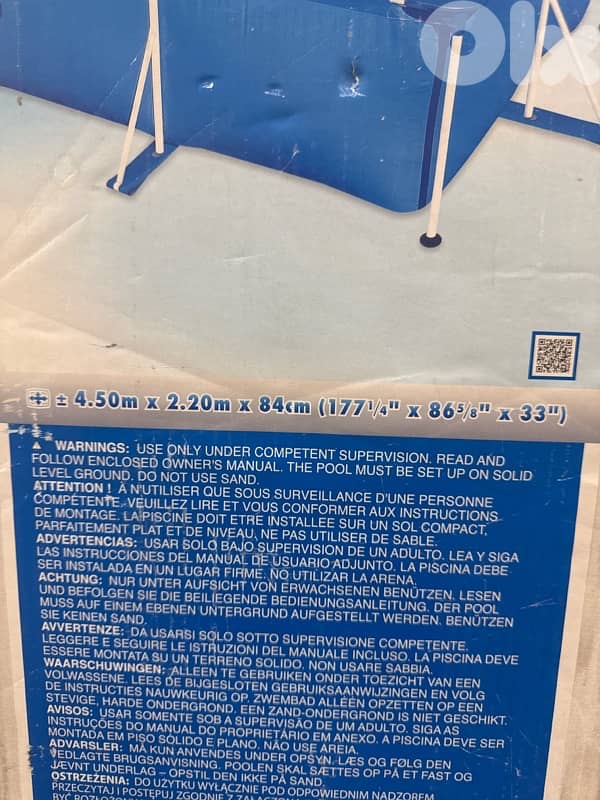 olx
± 4.50m x 2.20m x 84cm (177 1/4" x 86 5/8" x 33")
WARNINGS: USE ONLY UNDER COMPETENT SUPERVISION. READ AND
FOLLOW ENCLOSED OWNER'S MANUAL. THE POOL MUST BE SET UP ON SOLID
LEVEL GROUND. DO NOT USE SAND.
ATTENTION ! À N'UTILISER QUE SOUS SURVEILLANCE D'UNE PERSONNE
COMPÉTENTE. VEUILLEZ LIRE ET VOUS CONFORMER AUX INSTRUCTIONS
DE MONTAGE. LA PISCINE DOIT ETRE INSTALLEE SUR UN SOL COMPACT,
PARFAITEMENT PLAT ET DE NIVEAU, NE PAS UTILISER DE SABLE.
ADVERTENCIAS: USAR SOLO BAJO SUPERVISIÓN DE UN ADULTO. LEA Y SIGA
LAS INSTRUCCIONES DEL MANUAL DE USUARIO ADJUNTO. LA PISCINA DEBE
SER INSTALADA EN UN LUGAR FIRME. NO UTILIZAR LA ARENA.
ACHTUNG: NUR UNTER AUFSICHT VON ERWACHSENEN BENÜTZEN. LESEN
UND BEFOLGEN SIE DIE BEILIEGENDE BEDIENUNGSANLEITUNG. DER POOL
MUSS AUF EINEM EBENEN UNTERGRUND AUFGESTELLT WERDEN. BENÜTZEN
SIE KEINEN SAND.
AVVERTENZE: DA USARSI SOLO SOTTO SUPERVISIONE COMPETENTE.
LEGGERE E SEGUIRE LE ISTRUZIONI DEL MANUALE INCLUSO. LA PISCINA DEVE
ESSERE MONTATA SU UN TERRENO SOLIDO. NON USARE SABBIA.
WAARSCHUWINGEN: ALLEEN TE GEBRUIKEN ONDER TOEZICHT VAN EEN
VOLWASSENE. LEES DE BIJGESLOTEN GEBRUIKSAANWIJZINGEN EN VOLG
DE INSTRUCTIES NAUWKEURIG OP. ZWEMBAD ALLÉÉN OPZETTEN OP EEN
STEVIGE, HARDE ONDERGROND. EEN ZAND-ONDERGROND IS NIET GESCHIKT.
AVISOS: USAR SOMENTE SOB A SUPERVISÃO DE UM ADULTO. SIGA AS
INSTRUÇÕES DO MANUAL DO PROPRIETÁRIO EM ANEXO. A PISCINA DEVE SER
MONTADA EM PISO SÓLIDO E PLANO. NÃO USE AREIA.
ADVARSLER: MÅ KUN ANVENDES UNDER OPSYN. LÆS OG FØLG DEN
VEDLAGTE BRUGSANVISNING. POOLEN SKAL SÆTTES OP PÅ ET FAST OG
JÆVNT UNDERLAG – OPSTIL DEN IKKE PÅ SAND.
OSTRZEŻENIA: DO UŻYTKU WYŁĄCZNIE POD ODPOWIEDNIM NADZOREM
PRZECZYTAJ I POSTĘPUJ ZGODNIE Z